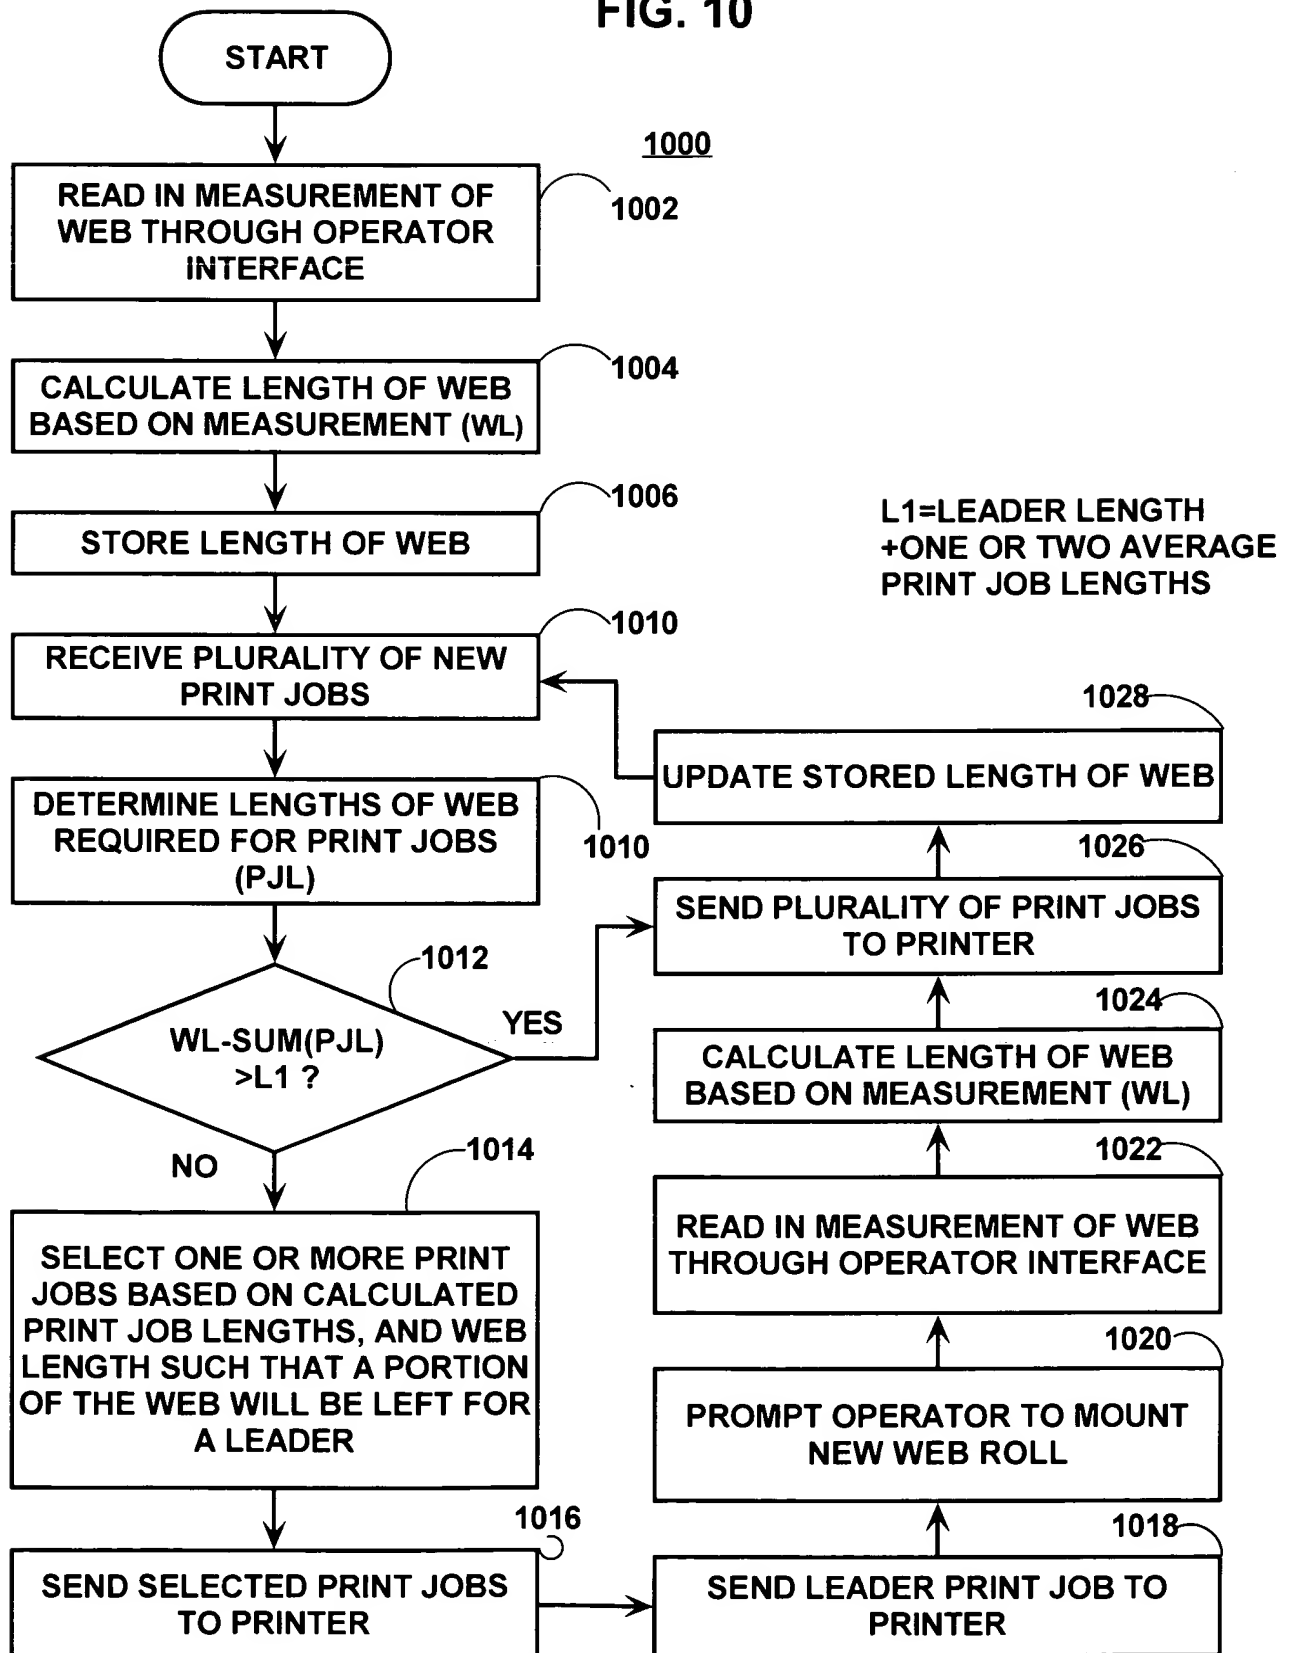 FIG. 10
START
1000
READ IN MEASUREMENT OF
WEB THROUGH OPERATOR
INTERFACE
1002
CALCULATE LENGTH OF WEB
BASED ON MEASUREMENT (WL)
1004
STORE LENGTH OF WEB
1006
L1=LEADER LENGTH
+ONE OR TWO AVERAGE
PRINT JOB LENGTHS
RECEIVE PLURALITY OF NEW
PRINT JOBS
1010
DETERMINE LENGTHS OF WEB
REQUIRED FOR PRINT JOBS
(PJL)
1010
WL-SUM(PJL)
>L1 ?
1012
YES
NO
SELECT ONE OR MORE PRINT
JOBS BASED ON CALCULATED
PRINT JOB LENGTHS, AND WEB
LENGTH SUCH THAT A PORTION
OF THE WEB WILL BE LEFT FOR
A LEADER
1014
SEND SELECTED PRINT JOBS
TO PRINTER
1016
SEND LEADER PRINT JOB TO
PRINTER
1018
PROMPT OPERATOR TO MOUNT
NEW WEB ROLL
1020
READ IN MEASUREMENT OF WEB
THROUGH OPERATOR INTERFACE
1022
CALCULATE LENGTH OF WEB
BASED ON MEASUREMENT (WL)
1024
SEND PLURALITY OF PRINT JOBS
TO PRINTER
1026
UPDATE STORED LENGTH OF WEB
1028